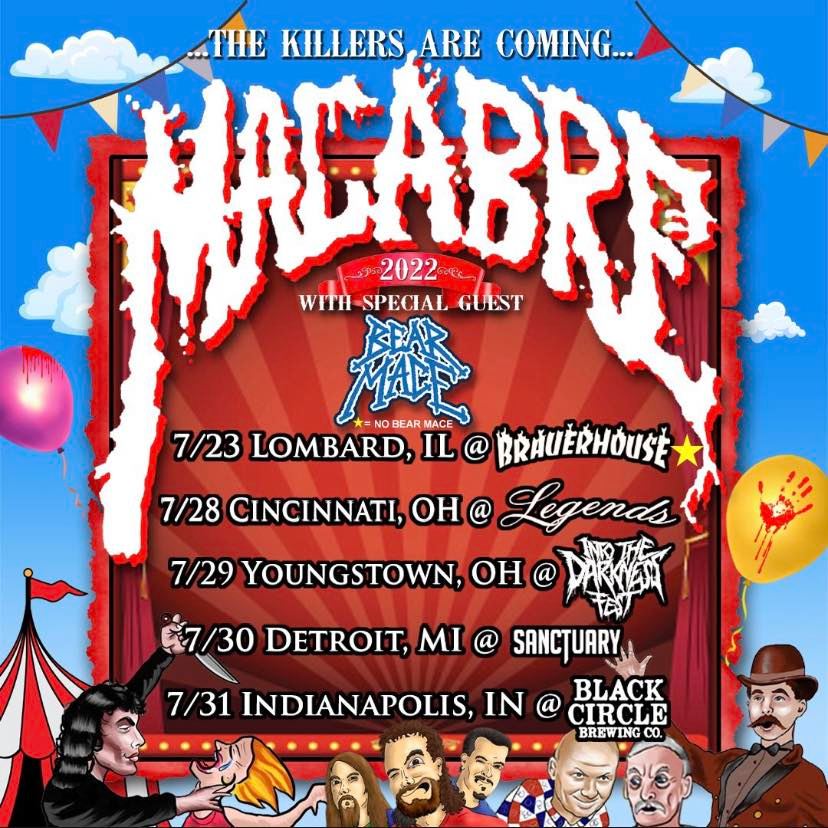 ...THE KILLERS ARE COMING...
MACABRE
2022
WITH SPECIAL GUEST
BEAR
MACE
★= NO BEAR MACE
7/23 LOMBARD, IL @ BRAUERHOUSE ★
7/28 CINCINNATI, OH @ Legends
7/29 YOUNGSTOWN, OH @ INTO THE DARKNESS FEST
7/30 DETROIT, MI @ SANCTUARY
7/31 INDIANAPOLIS, IN @ BLACK CIRCLE BREWING CO.